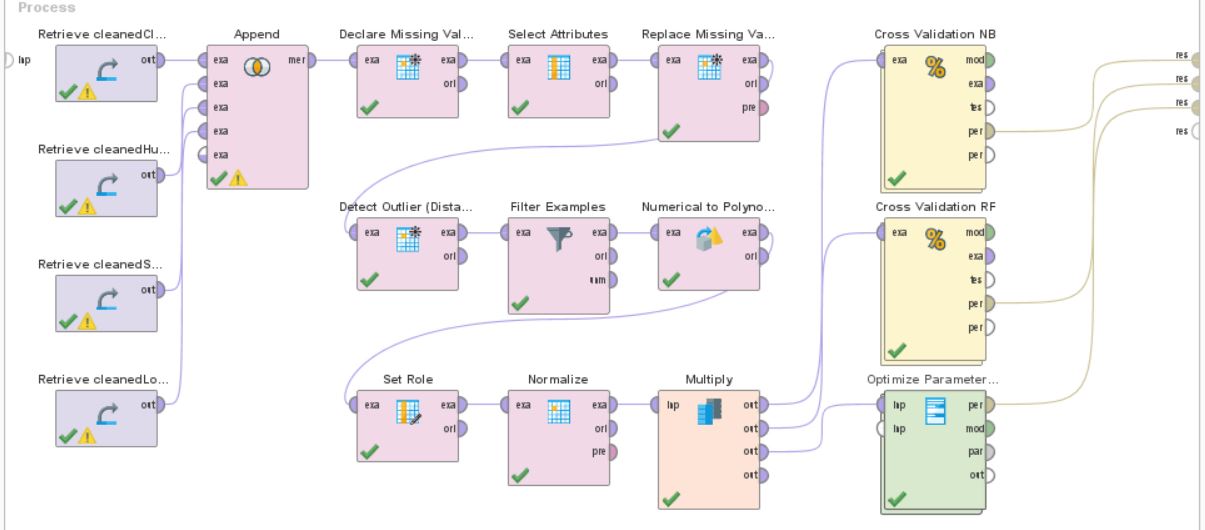 Process
Retrieve cleanedCl...
Append
Declare Missing Val...
Select Attributes
Replace Missing Va...
Cross Validation NB
inp
out
exa
mer
exa
exa
exa
exa
exa
exa
mod
res
exa
ori
ori
ori
exa
res
exa
pre
tes
res
exa
per
res
exa
per
Retrieve cleanedHu...
out
Detect Outlier (Dista...
Filter Examples
Numerical to Polyno...
Cross Validation RF
exa
exa
exa
exa
exa
exa
exa
mod
ori
ori
ori
exa
unm
tes
Retrieve cleanedS...
out
per
per
Retrieve cleanedLo...
Set Role
Normalize
Multiply
Optimize Parameter...
out
exa
exa
exa
exa
inp
out
inp
per
ori
ori
out
inp
mod
pre
out
par
out
out